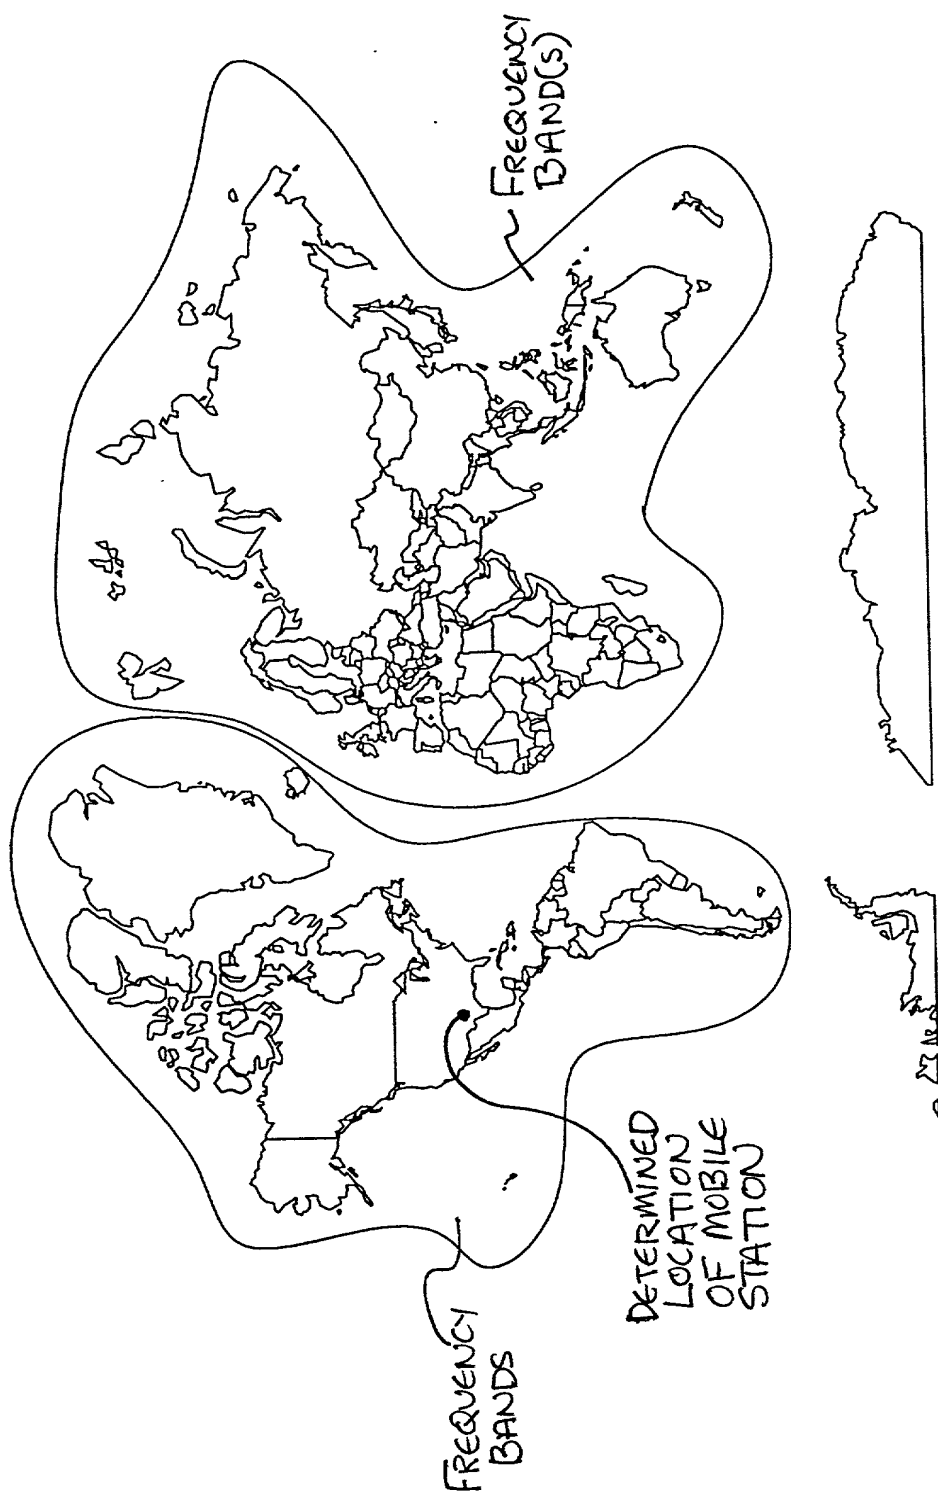 FREQUENCY
BANDS
DETERMINED
LOCATION
OF MOBILE
STATION
FREQUENCY
BAND(S)